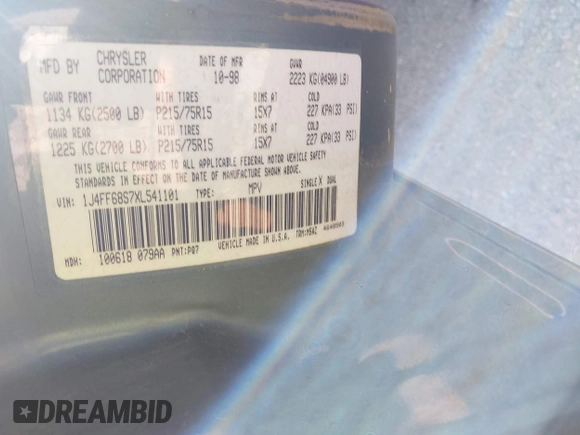 MFD BY CHRYSLER CORPORATION DATE OF MFR 10-98 GVWR 2223 KG(04900 LB)
GAWR FRONT WITH TIRES RIMS AT COLD
1134 KG(2500 LB) P215/75R15 15X7 227 KPA(33 PSI)
GAWR REAR WITH TIRES RIMS AT COLD
1225 KG(2700 LB) P215/75R15 15X7 227 KPA(33 PSI)
THIS VEHICLE CONFORMS TO ALL APPLICABLE FEDERAL MOTOR VEHICLE SAFETY
STANDARDS IN EFFECT ON THE DATE OF MANUFACTURE SHOWN ABOVE.
VIN: 1J4FF68S7XL541101 TYPE: MPV SINGLE X DUAL
MDH: 100618 079AA PNT:PQ7 VEHICLE MADE IN U.S.A. TRM:M5AZ
DREAMBID